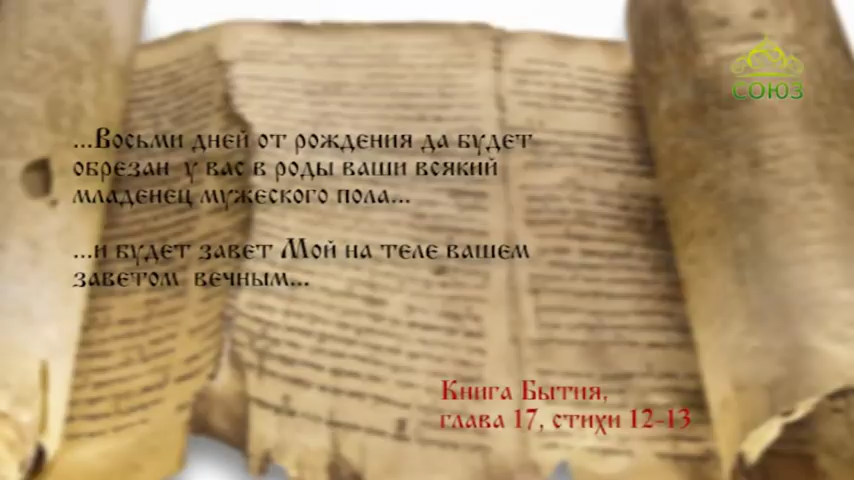 СОЮЗ
...Восьми дней от рождения да будет
обрезан у вас в роды ваши всякий
младенец мужеского пола...
...и будет завет Мой на теле вашем
заветом вечным...
Книга Бытия,
глава 17, стихи 12-13